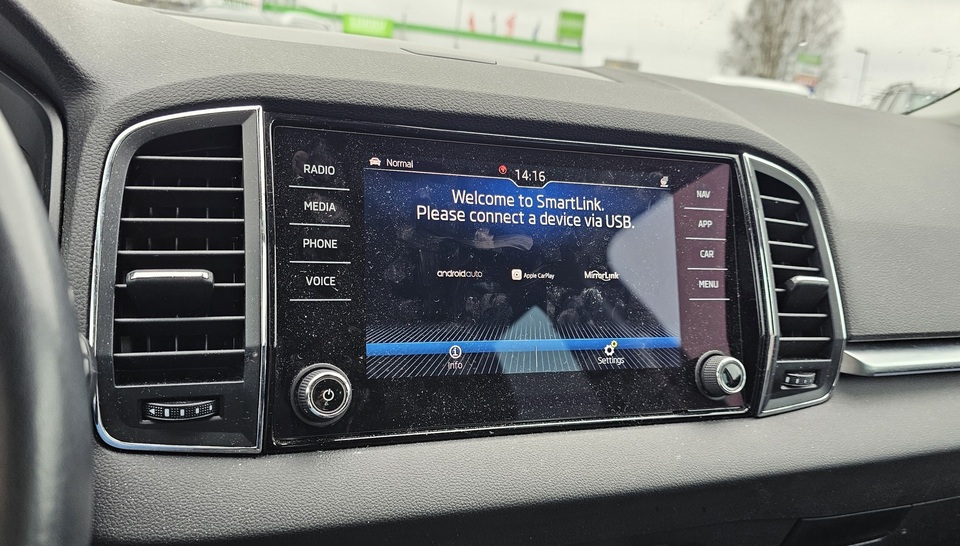 RADIO
MEDIA
PHONE
VOICE
Normal
14:16
Welcome to SmartLink.
Please connect a device via USB.
androidauto
Apple CarPlay
MirrorLink
Info
Settings
NAV
APP
CAR
MENU